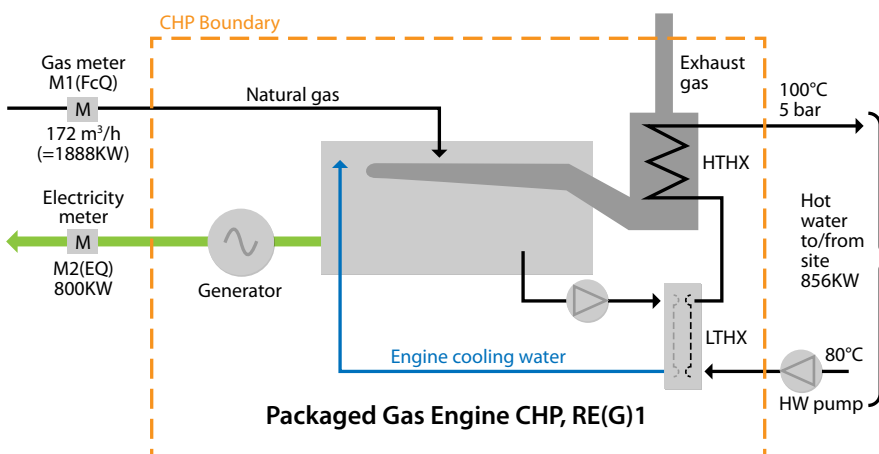 CHP Boundary
Gas meter
M1(FcQ)
M
172 m³/h
(=1888KW)
Natural gas
Exhaust
gas
100°C
5 bar
HTHX
Electricity
meter
M
M2(EQ)
800KW
Generator
Hot
water
to/from
site
856KW
LTHX
Engine cooling water
80°C
HW pump
Packaged Gas Engine CHP, RE(G)1